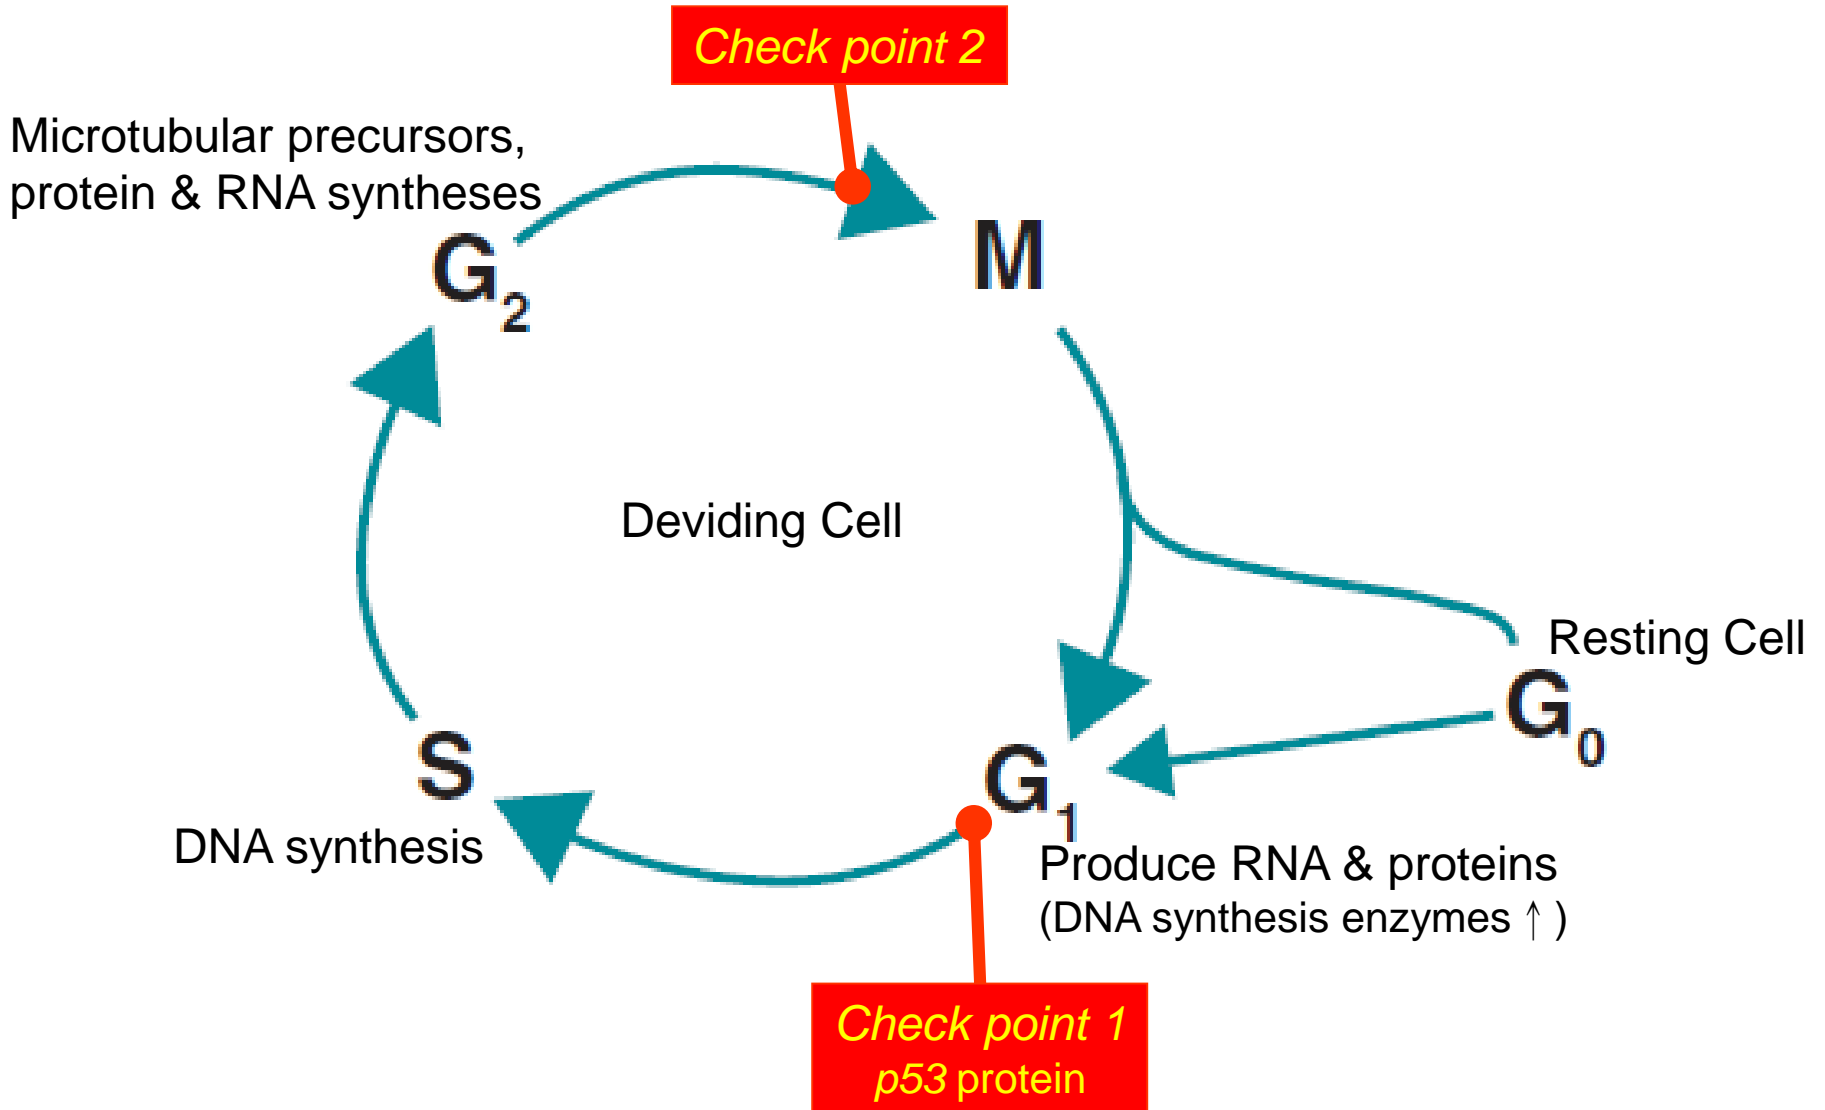 Check point 2
Microtubular precursors,
protein & RNA syntheses
G2
M
Deviding Cell
Resting Cell
G0
S
G1
DNA synthesis
Produce RNA & proteins
(DNA synthesis enzymes ↑ )
Check point 1
p53 protein